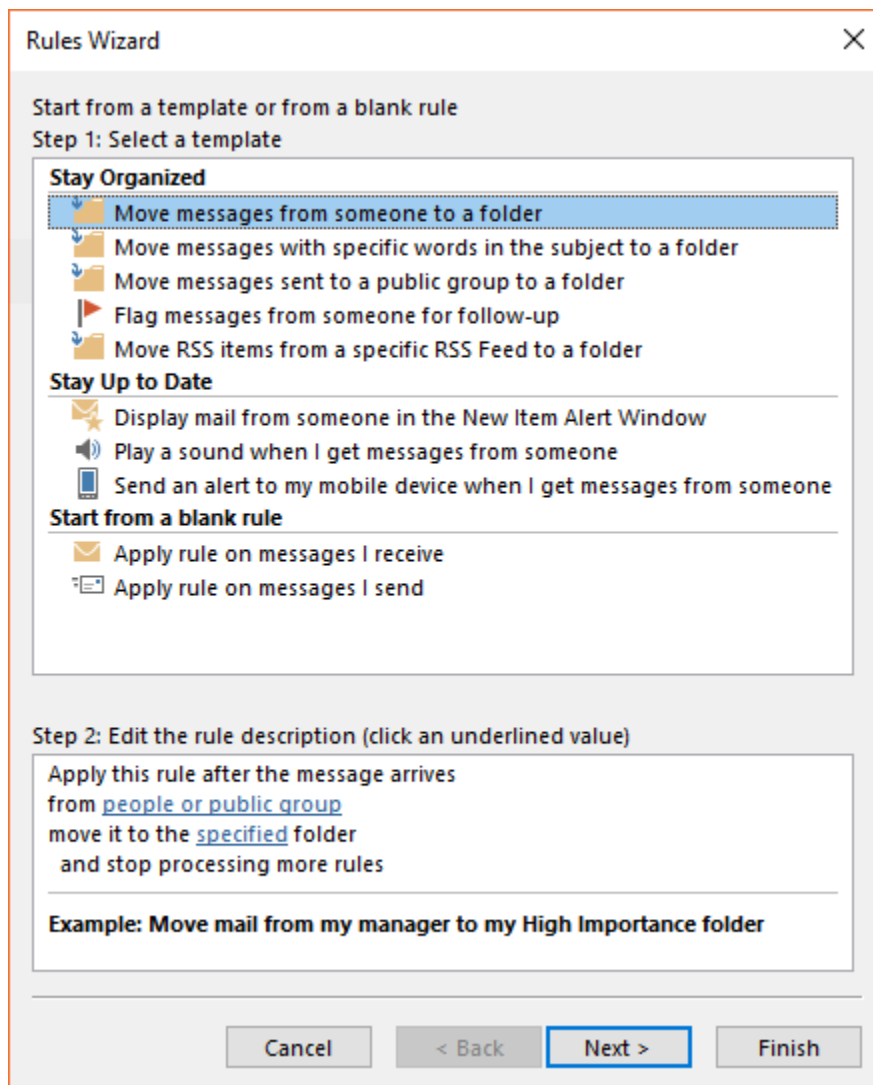 Rules Wizard
Start from a template or from a blank rule
Step 1: Select a template
Stay Organized
Move messages from someone to a folder
Move messages with specific words in the subject to a folder
Move messages sent to a public group to a folder
Flag messages from someone for follow-up
Move RSS items from a specific RSS Feed to a folder
Stay Up to Date
Display mail from someone in the New Item Alert Window
Play a sound when I get messages from someone
Send an alert to my mobile device when I get messages from someone
Start from a blank rule
Apply rule on messages I receive
Apply rule on messages I send
Step 2: Edit the rule description (click an underlined value)
Apply this rule after the message arrives
from people or public group
move it to the specified folder
and stop processing more rules
Example: Move mail from my manager to my High Importance folder
Cancel < Back Next > Finish